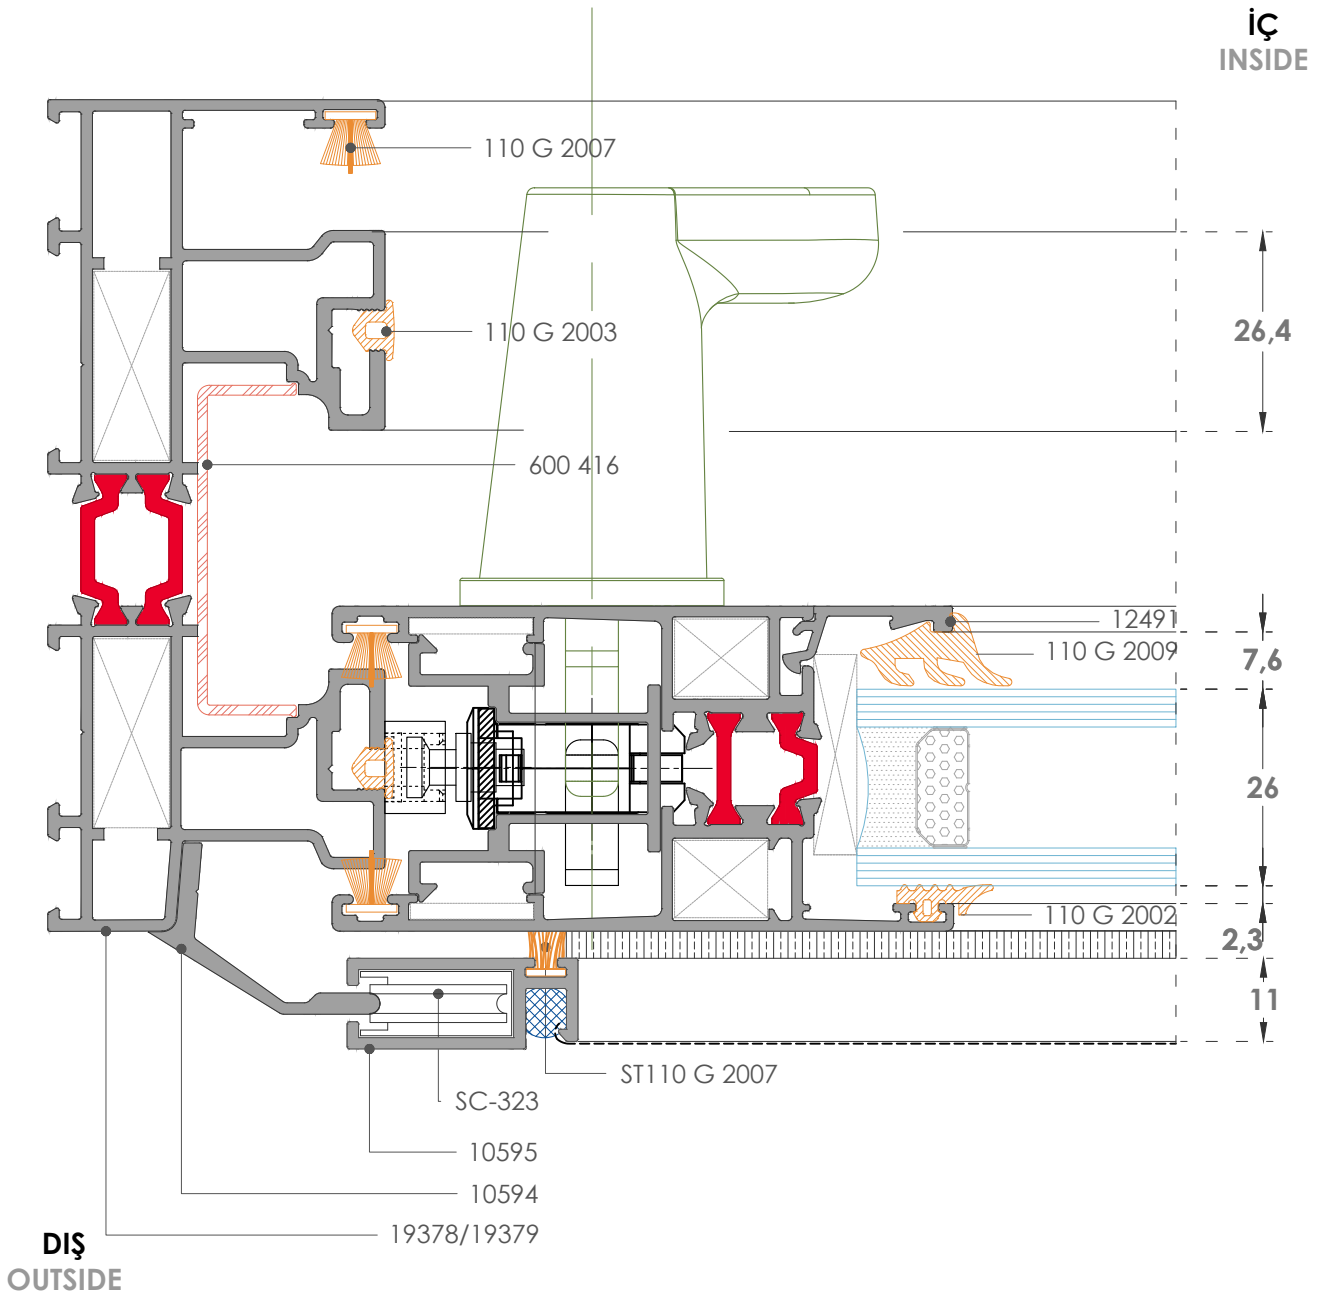 İÇ
INSIDE
110 G 2007
110 G 2003
26,4
600 416
12491
110 G 2009
7,6
26
110 G 2002
2,3
11
ST110 G 2007
SC-323
10595
10594
19378/19379
DIŞ
OUTSIDE